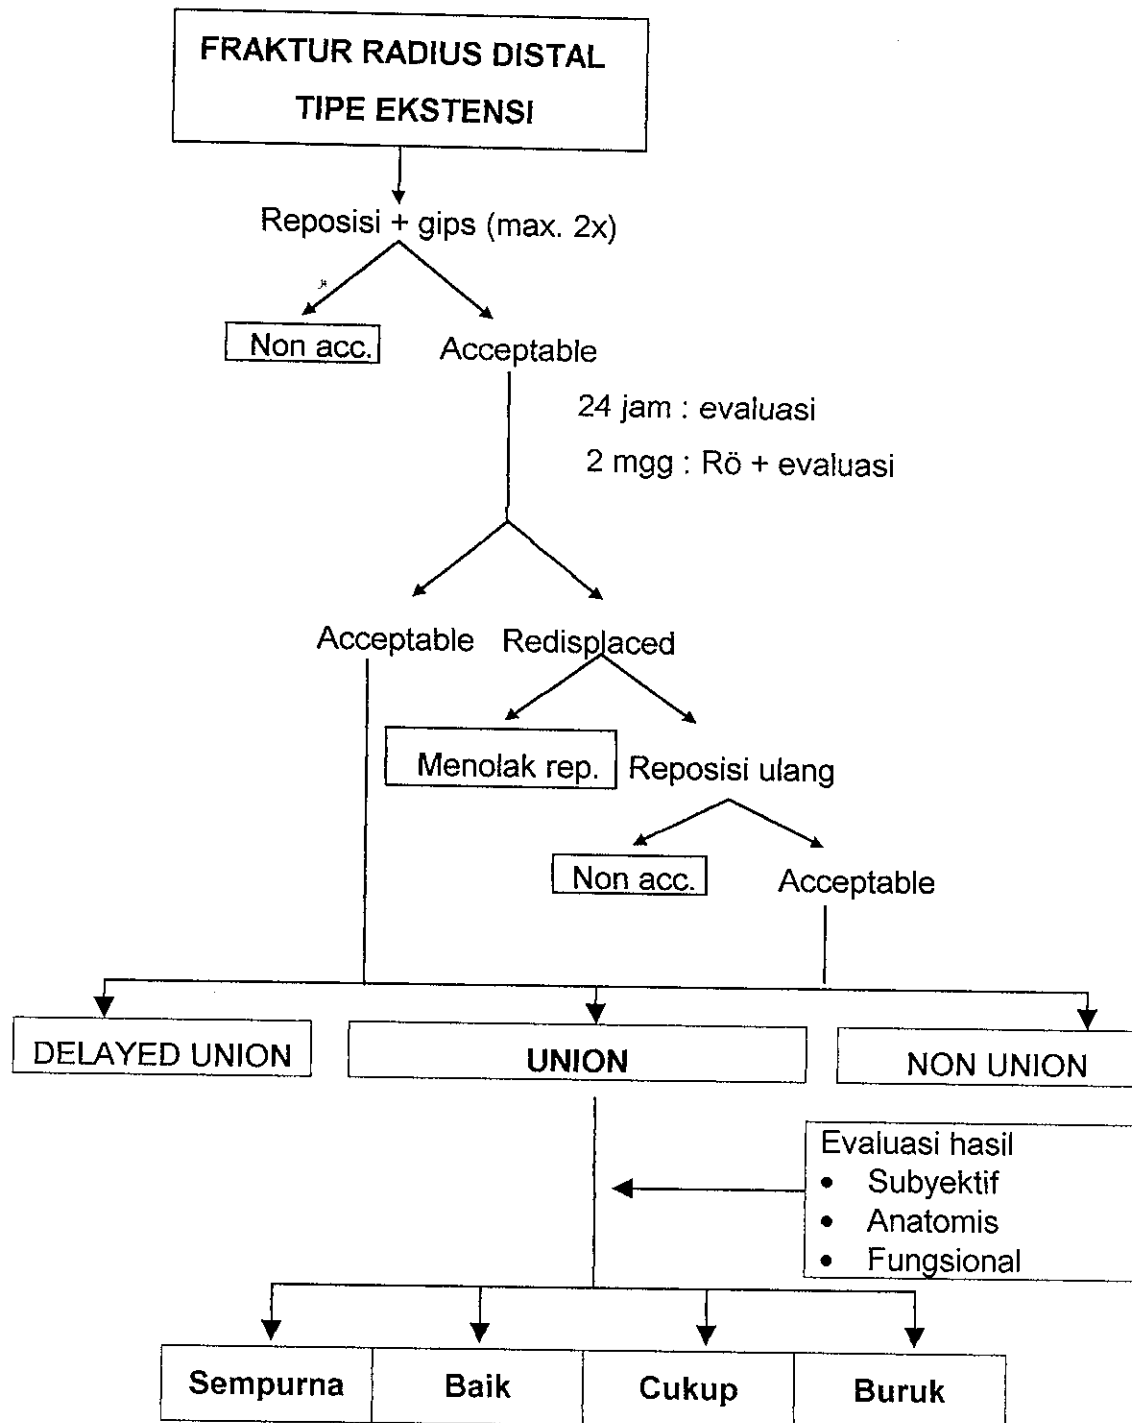 FRAKTUR RADIUS DISTAL
TIPE EKSTENSI
Reposisi + gips (max. 2x)
Non acc.
Acceptable
24 jam : evaluasi
2 mgg : Rö + evaluasi
Acceptable
Redisplaced
Menolak rep.
Reposisi ulang
Non acc.
Acceptable
DELAYED UNION
UNION
NON UNION
Evaluasi hasil
• Subyektif
• Anatomis
• Fungsional
Sempurna
Baik
Cukup
Buruk